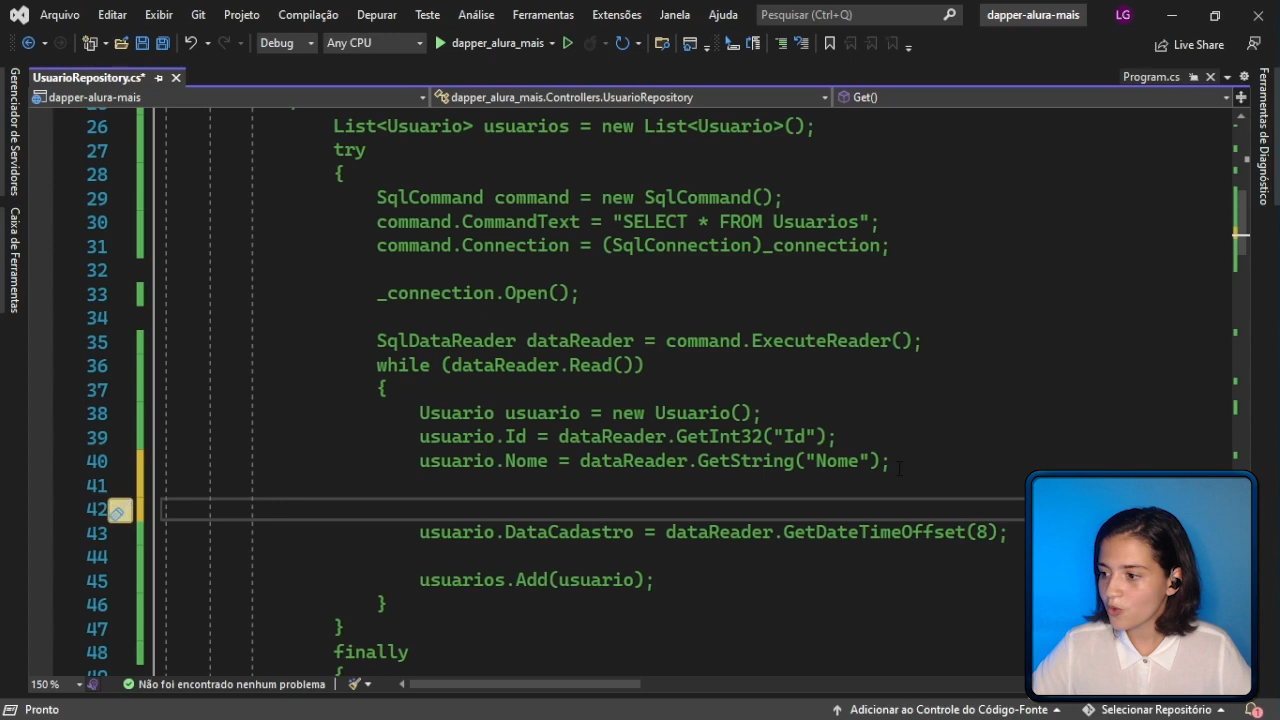 Arquivo Editar Exibir Git Projeto Compilação Depurar Teste Análise Ferramentas Extensões Janela Ajuda Pesquisar (Ctrl+Q) dapper-alura-mais LG
Debug Any CPU dapper_alura_mais Live Share
UsuarioRepository.cs* Program.cs
dapper-alura-mais dapper_alura_mais.Controllers.UsuarioRepository Get()
Gerenciador de Servidores
Caixa de Ferramentas
Ferramentas de Diagnóstico
26 List<Usuario> usuarios = new List<Usuario>();
27 try
28 {
29 SqlCommand command = new SqlCommand();
30 command.CommandText = "SELECT * FROM Usuarios";
31 command.Connection = (SqlConnection)_connection;
32
33 _connection.Open();
34
35 SqlDataReader dataReader = command.ExecuteReader();
36 while (dataReader.Read())
37 {
38 Usuario usuario = new Usuario();
39 usuario.Id = dataReader.GetInt32("Id");
40 usuario.Nome = dataReader.GetString("Nome");
41
42
43 usuario.DataCadastro = dataReader.GetDateTimeOffset(8);
44
45 usuarios.Add(usuario);
46 }
47 }
48 finally
{
150 % Não foi encontrado nenhum problema
Pronto Adicionar ao Controle do Código-Fonte Selecionar Repositório 1